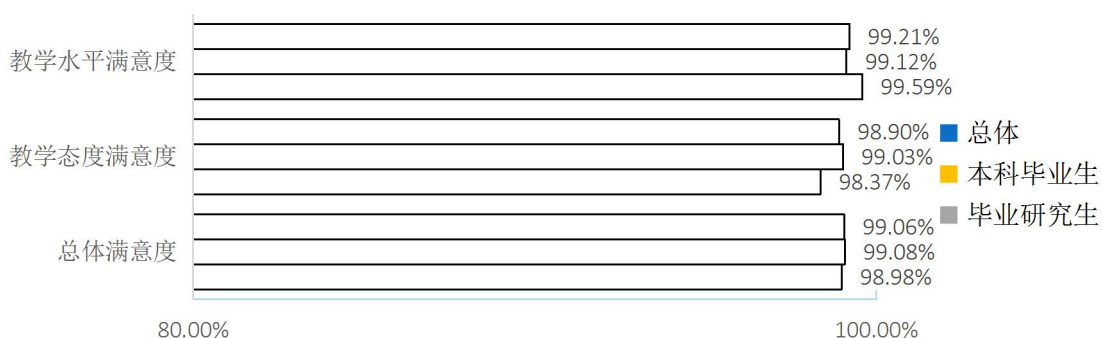 教学水平满意度
99.21%
99.12%
99.59%
教学态度满意度
98.90%
99.03%
98.37%
总体满意度
99.06%
99.08%
98.98%
80.00%
100.00%
总体
本科毕业生
毕业研究生